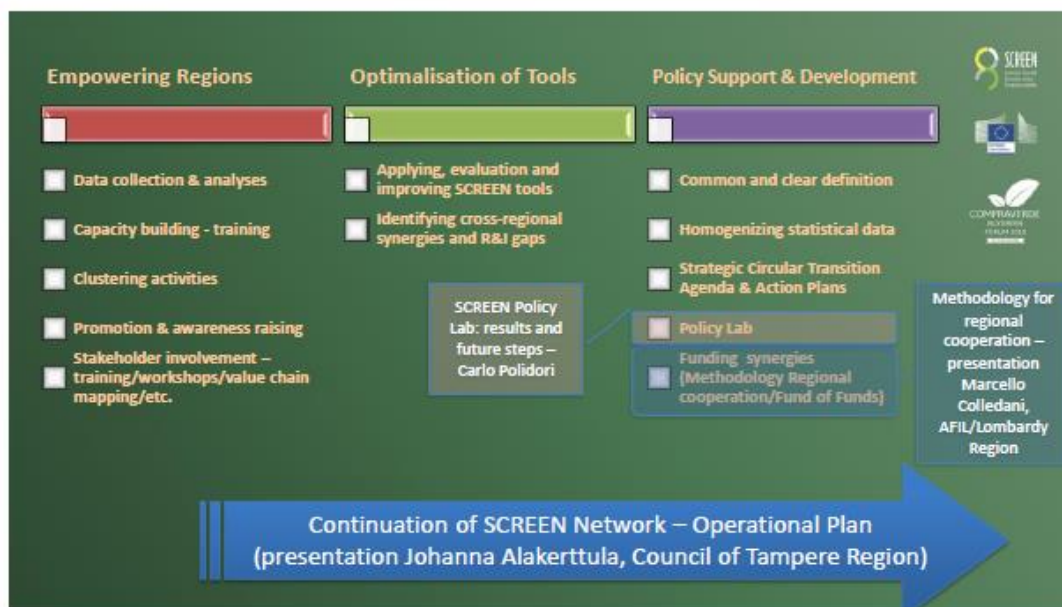 Empowering Regions
Data collection & analyses
Capacity building - training
Clustering activities
Promotion & awareness raising
Stakeholder involvement –
training/workshops/value chain
mapping/etc.
Optimalisation of Tools
Applying, evaluation and
improving SCREEN tools
Identifying cross-regional
synergies and R&I gaps
Policy Support & Development
Common and clear definition
Homogenizing statistical data
Strategic Circular Transition
Agenda & Action Plans
Policy Lab
Funding synergies
(Methodology Regional
cooperation/Fund of Funds)
SCREEN Policy
Lab: results and
future steps –
Carlo Polidori
SCREEN
COMPRAVERDE
Methodology for
regional
cooperation –
presentation
Marcello
Colledani,
AFIL/Lombardy
Region
Continuation of SCREEN Network – Operational Plan
(presentation Johanna Alakerttula, Council of Tampere Region)